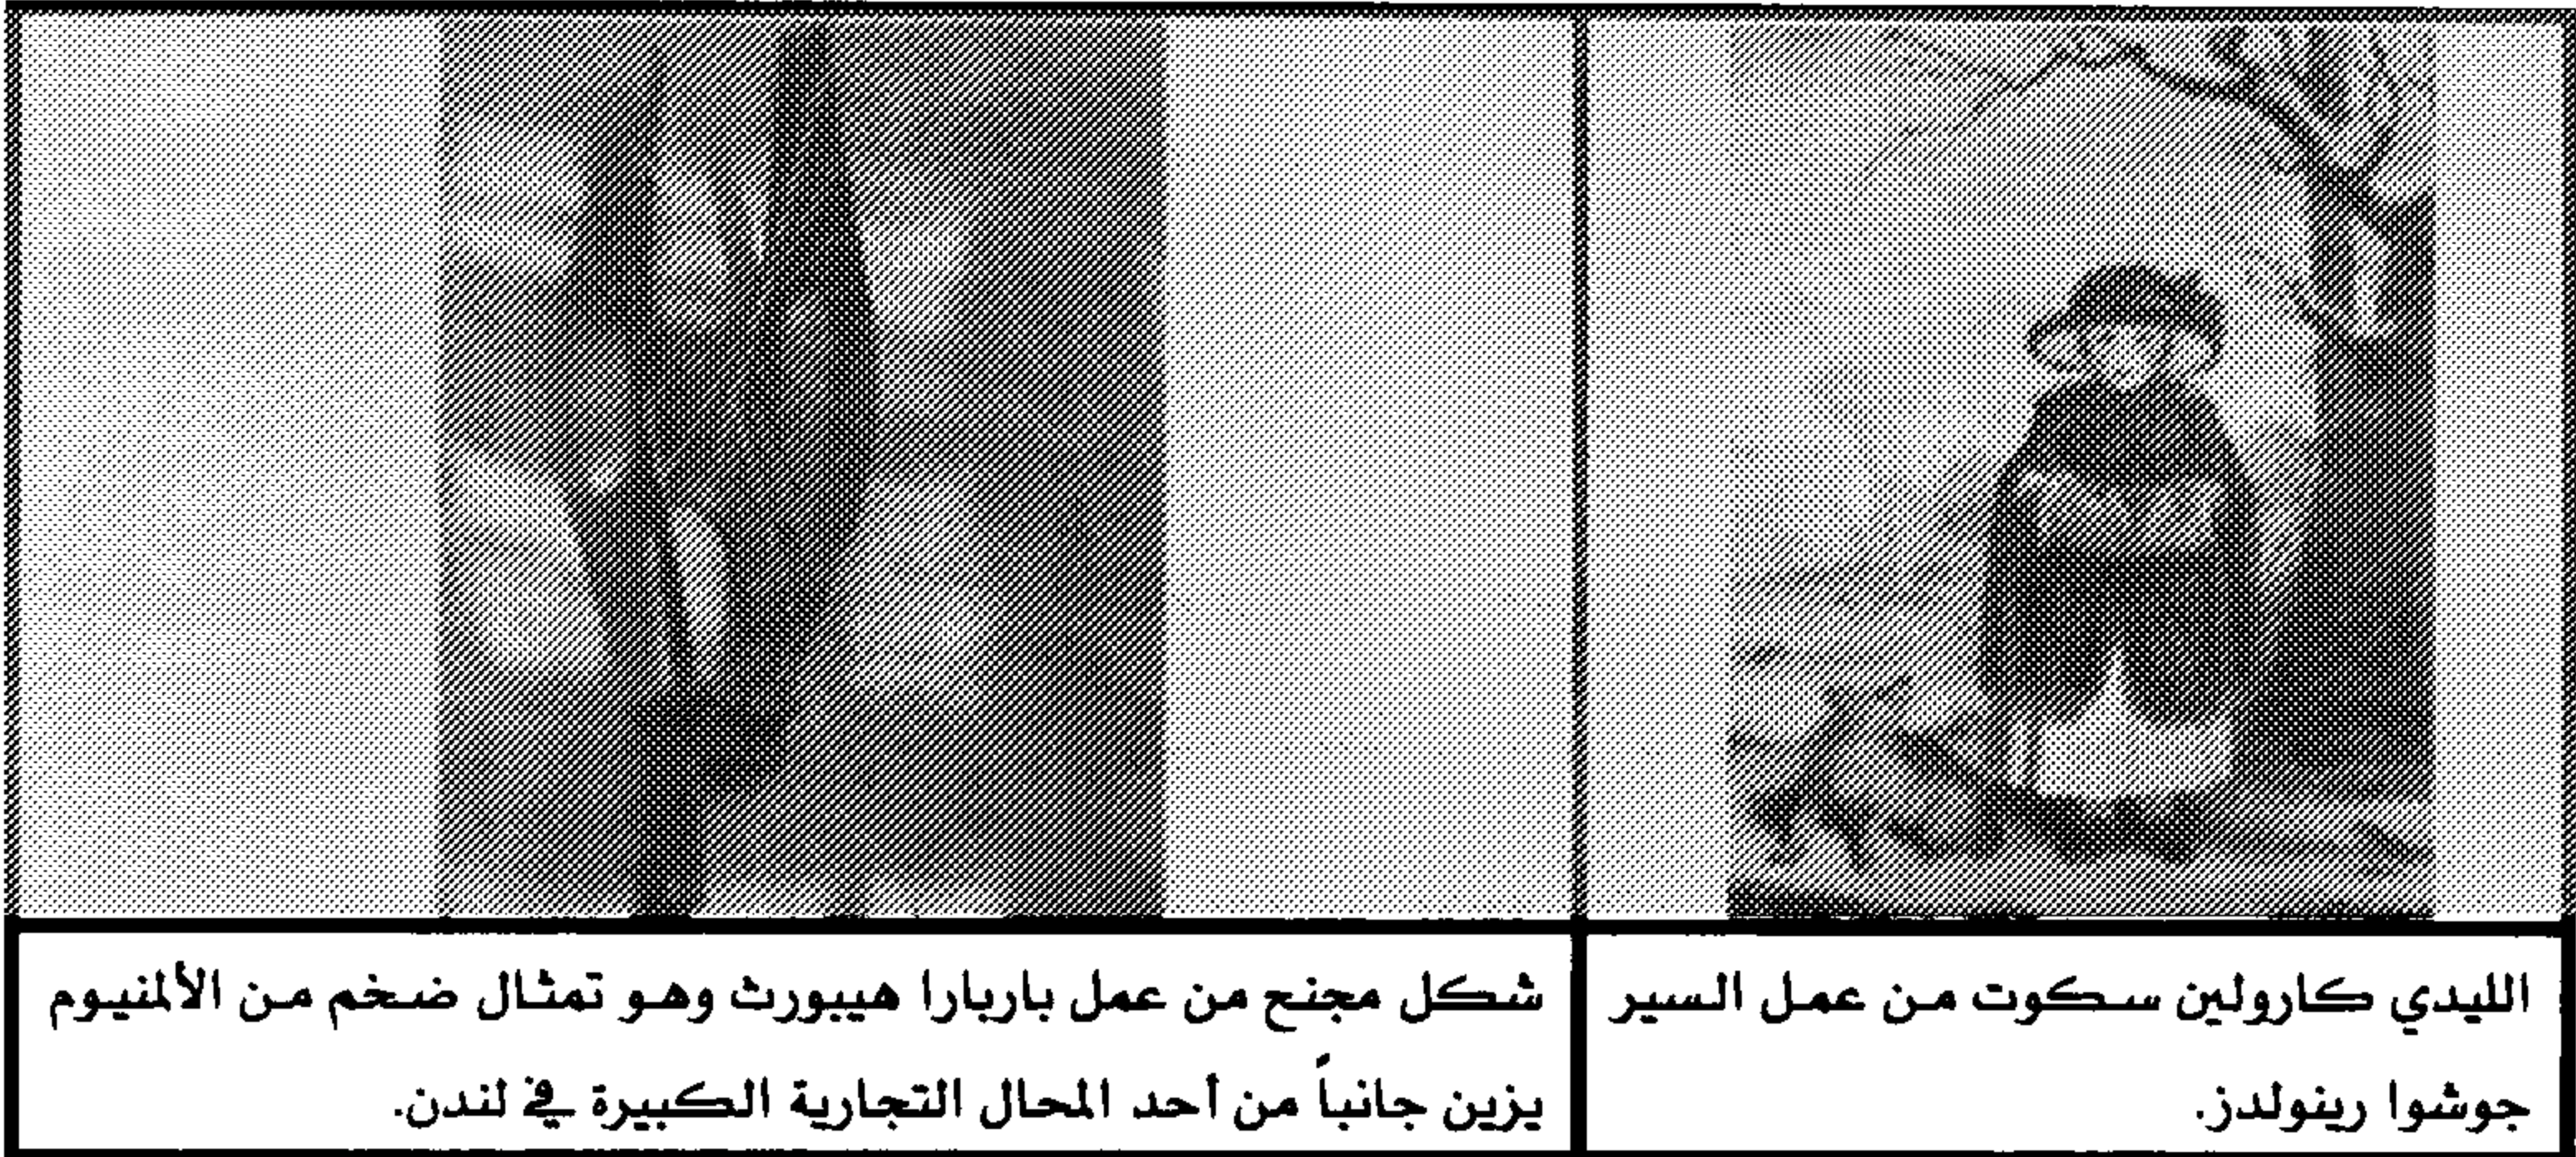 الليدي كارولين سكوت من عمل السير
جوشوا رينولدز.
شكل مجنح من عمل باربارا هيبورث وهو تمثال ضخم من الألمنيوم
يزين جانباً من أحد المحال التجارية الكبيرة في لندن.